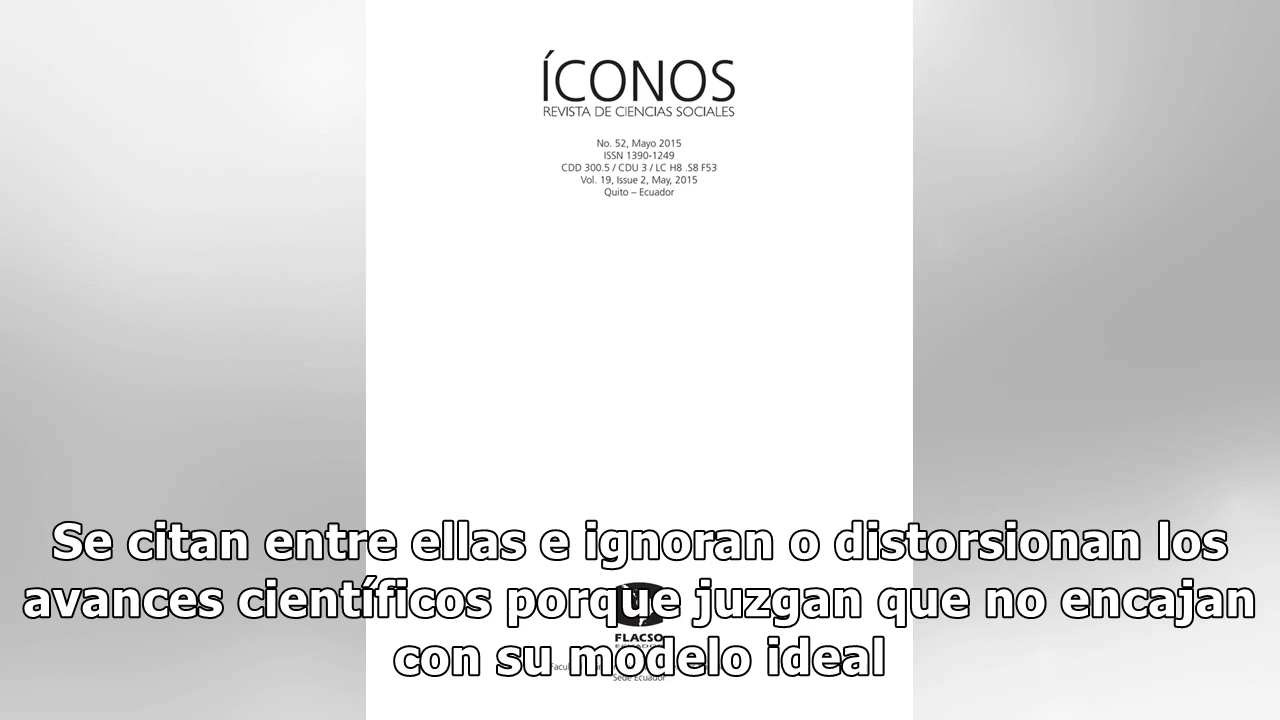 ÍCONOS
REVISTA DE CIENCIAS SOCIALES
No. 52, Mayo 2015
ISSN 1390-1249
CDD 300.5 / CDU 3 / LC H8 .S8 F53
Vol. 19, Issue 2, May, 2015
Quito – Ecuador
Se citan entre ellas e ignoran o distorsionan los
avances científicos porque juzgan que no encajan
FLACSO
con su modelo ideal
Sede Ecuador